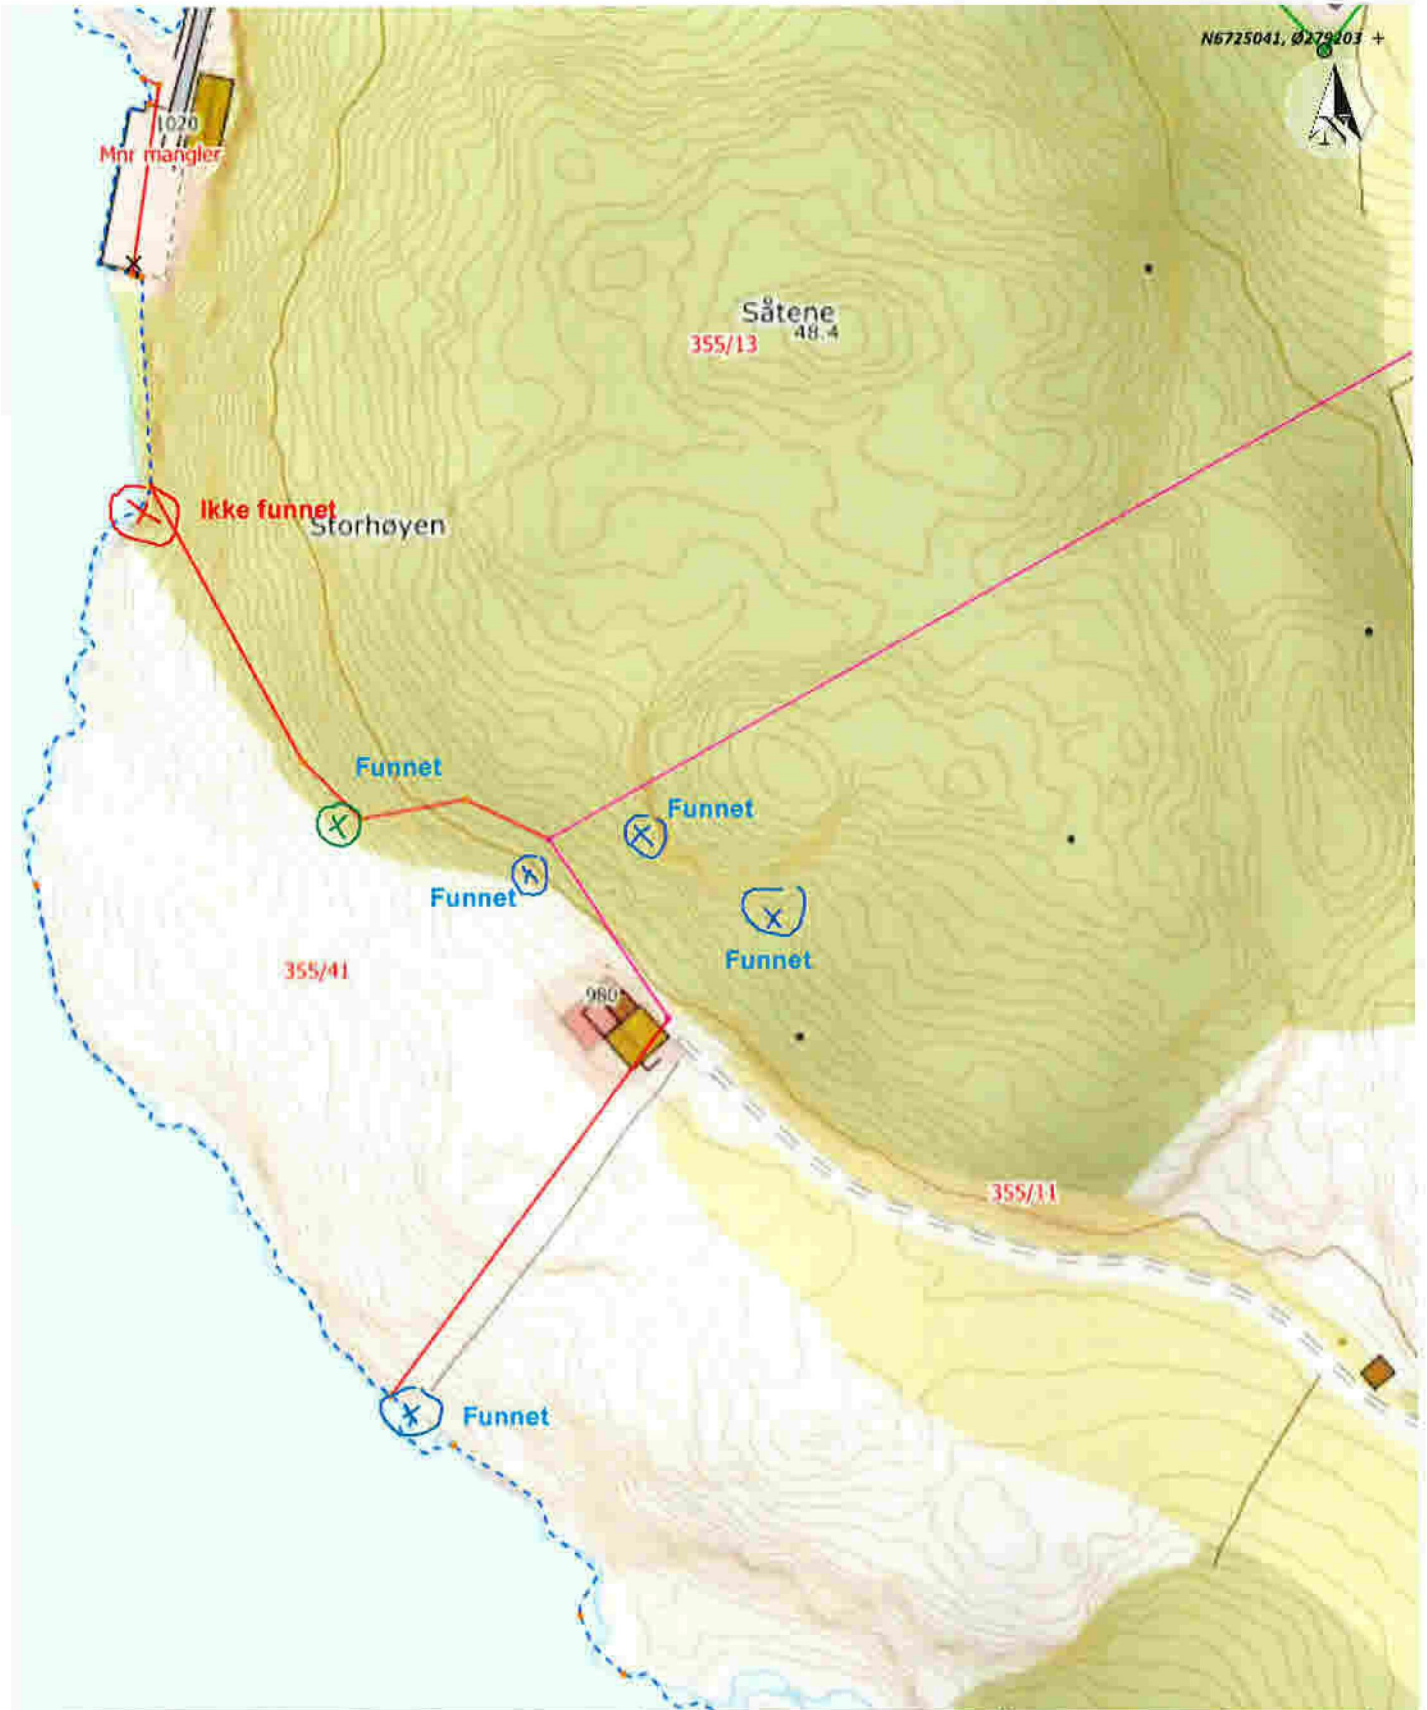 N6725041, Ø279203 +
1020
Mnr mangler
Såtene
48.4
355/13
Ikke funnet
Storhøyen
Funnet
Funnet
Funnet
Funnet
355/41
980
355/11
Funnet